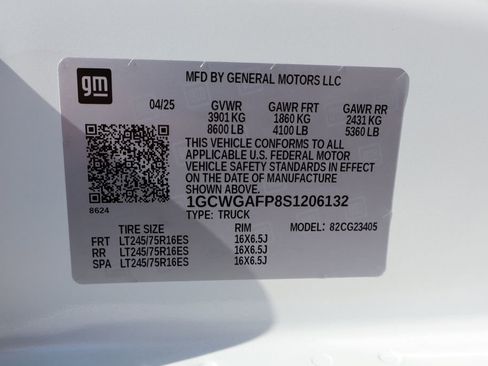 gm
MFD BY GENERAL MOTORS LLC
04/25 GVWR GAWR FRT GAWR RR
3901 KG 1860 KG 2431 KG
8600 LB 4100 LB 5360 LB
THIS VEHICLE CONFORMS TO ALL
APPLICABLE U.S. FEDERAL MOTOR
VEHICLE SAFETY STANDARDS IN EFFECT
ON THE DATE OF MANUFACTURE
SHOWN ABOVE.
8624 1GCWGAFP8S1206132
TYPE: TRUCK MODEL: 82CG23405
TIRE SIZE RIM
FRT LT245/75R16ES 16X6.5J
RR LT245/75R16ES 16X6.5J
SPA LT245/75R16ES 16X6.5J